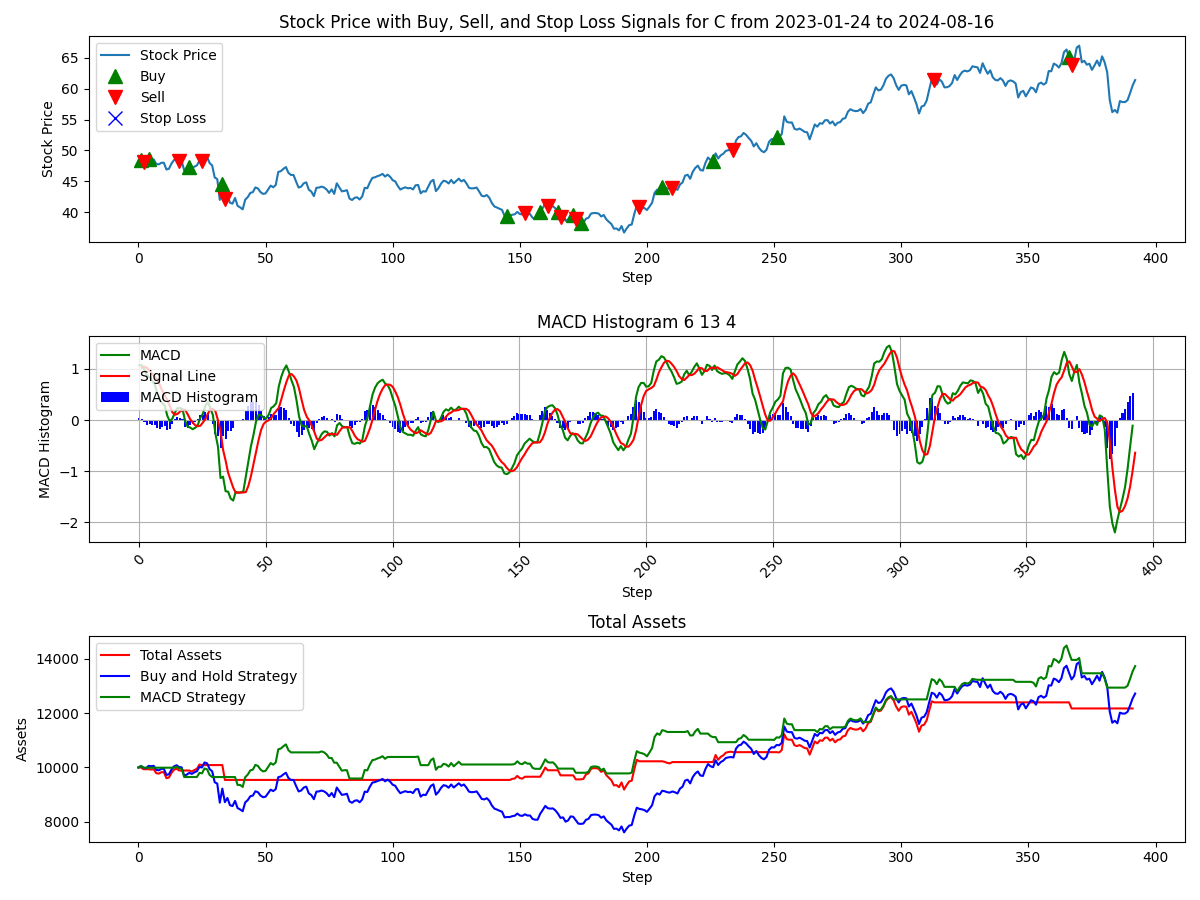 Stock Price with Buy, Sell, and Stop Loss Signals for C from 2023-01-24 to 2024-08-16
Stock Price
65
60
55
50
45
40
Stock Price
Buy
Sell
Stop Loss
0 50 100 150 200 250 300 350 400
Step
MACD Histogram 6 13 4
MACD Histogram
1
0
−1
−2
MACD
Signal Line
MACD Histogram
0 50 100 150 200 250 300 350 400
Step
Total Assets
Assets
14000
12000
10000
8000
Total Assets
Buy and Hold Strategy
MACD Strategy
0 50 100 150 200 250 300 350 400
Step